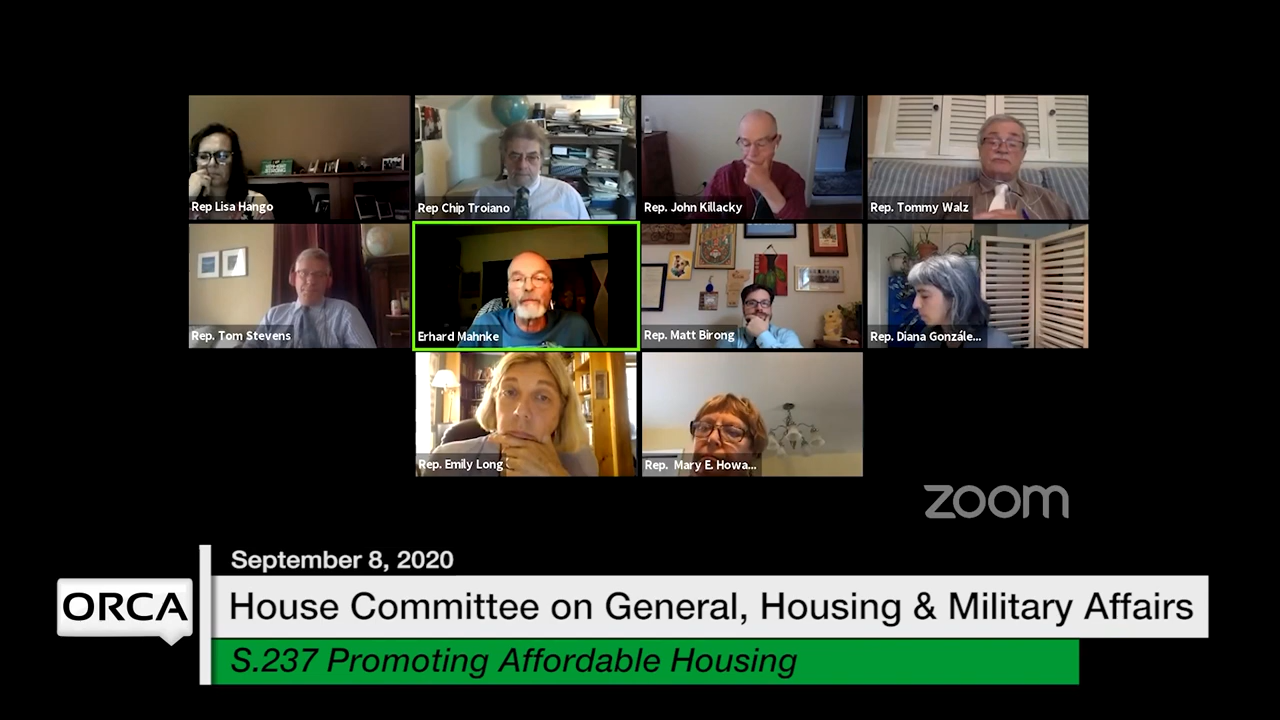 Rep Lisa Hango
Rep Chip Troiano
Rep. John Killacky
Rep. Tommy Walz
Rep. Tom Stevens
Erhard Mahnke
Rep. Matt Birong
Rep. Diana Gonzále...
Rep. Emily Long
Rep. Mary E. Howa...
zoom
September 8, 2020
ORCA
House Committee on General, Housing & Military Affairs
S.237 Promoting Affordable Housing